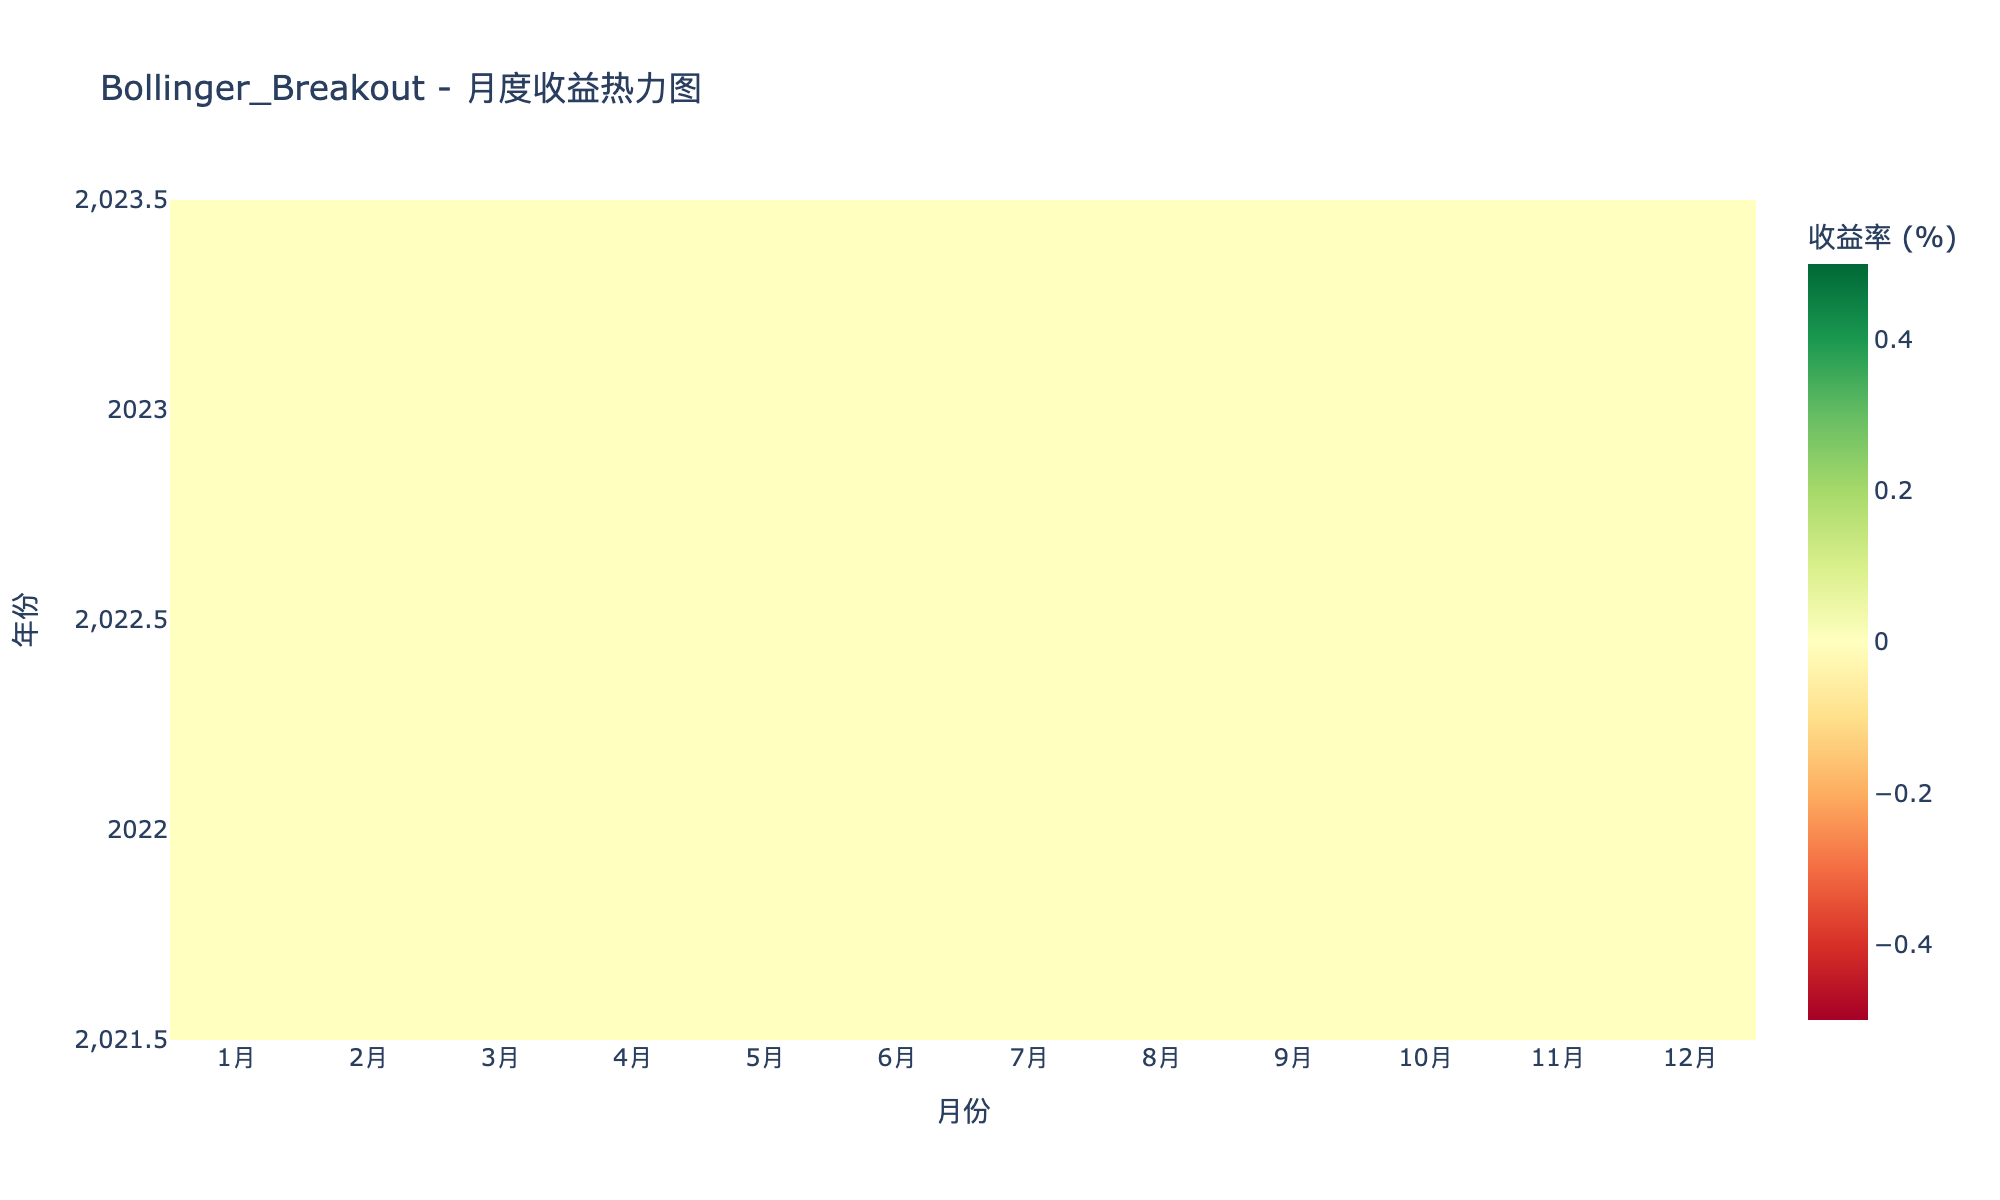 Bollinger_Breakout - 月度收益热力图
2,023.5
2023
2,022.5
2022
2,021.5
年份
1月
2月
3月
4月
5月
6月
7月
8月
9月
10月
11月
12月
月份
收益率 (%)
0.4
0.2
0
−0.2
−0.4